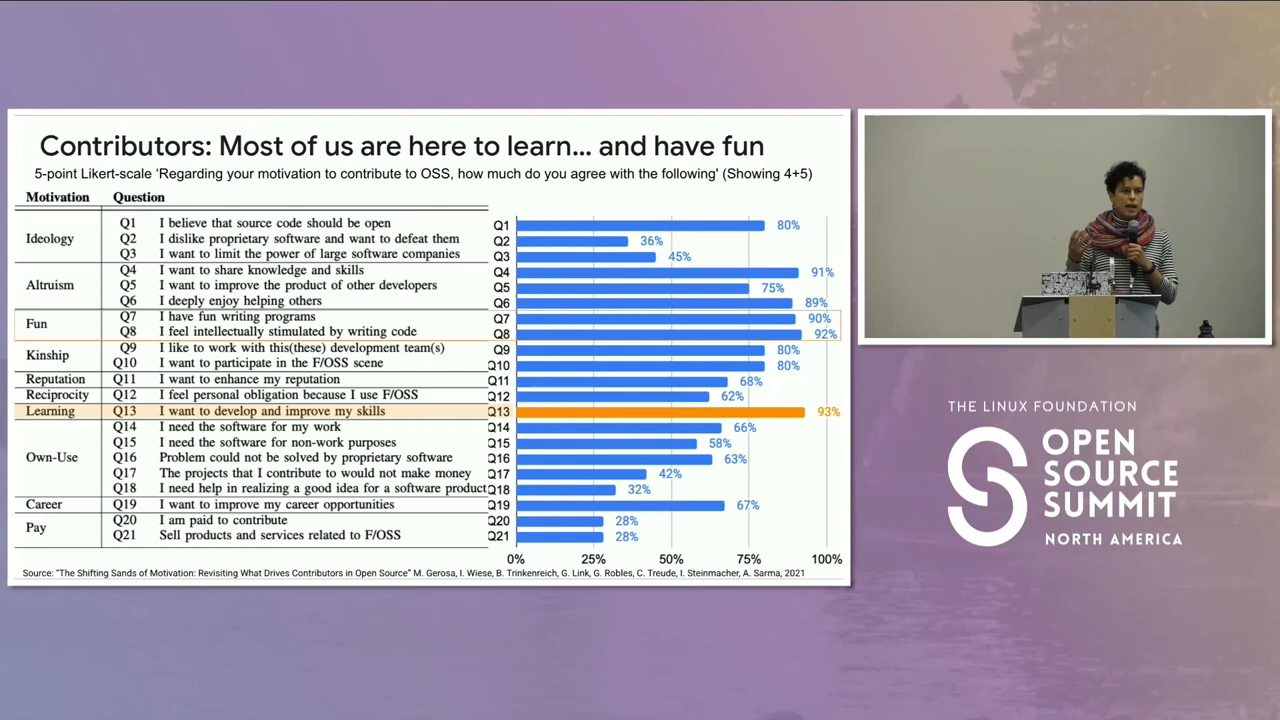 Contributors: Most of us are here to learn... and have fun
5-point Likert-scale ‘Regarding your motivation to contribute to OSS, how much do you agree with the following' (Showing 4+5)
Motivation Question
Ideology
Q1 I believe that source code should be open
Q2 I dislike proprietary software and want to defeat them
Q3 I want to limit the power of large software companies
Altruism
Q4 I want to share knowledge and skills
Q5 I want to improve the product of other developers
Q6 I deeply enjoy helping others
Fun
Q7 I have fun writing programs
Q8 I feel intellectually stimulated by writing code
Kinship
Q9 I like to work with this(these) development team(s)
Q10 I want to participate in the F/OSS scene
Reputation Q11 I want to enhance my reputation
Reciprocity Q12 I feel personal obligation because I use F/OSS
Learning Q13 I want to develop and improve my skills
Own-Use
Q14 I need the software for my work
Q15 I need the software for non-work purposes
Q16 Problem could not be solved by proprietary software
Q17 The projects that I contribute to would not make money
Q18 I need help in realizing a good idea for a software product
Career Q19 I want to improve my career opportunities
Pay
Q20 I am paid to contribute
Q21 Sell products and services related to F/OSS
Q1 80%
Q2 36%
Q3 45%
Q4 91%
Q5 75%
Q6 89%
Q7 90%
Q8 92%
Q9 80%
Q10 80%
Q11 68%
Q12 62%
Q13 93%
Q14 66%
Q15 58%
Q16 63%
Q17 42%
Q18 32%
Q19 67%
Q20 28%
Q21 28%
0% 25% 50% 75% 100%
Source: "The Shifting Sands of Motivation: Revisiting What Drives Contributors in Open Source" M. Gerosa, I. Wiese, B. Trinkenreich, G. Link, G. Robles, C. Treude, I. Steinmacher, A. Sarma, 2021
THE LINUX FOUNDATION
OPEN
SOURCE
SUMMIT
NORTH AMERICA